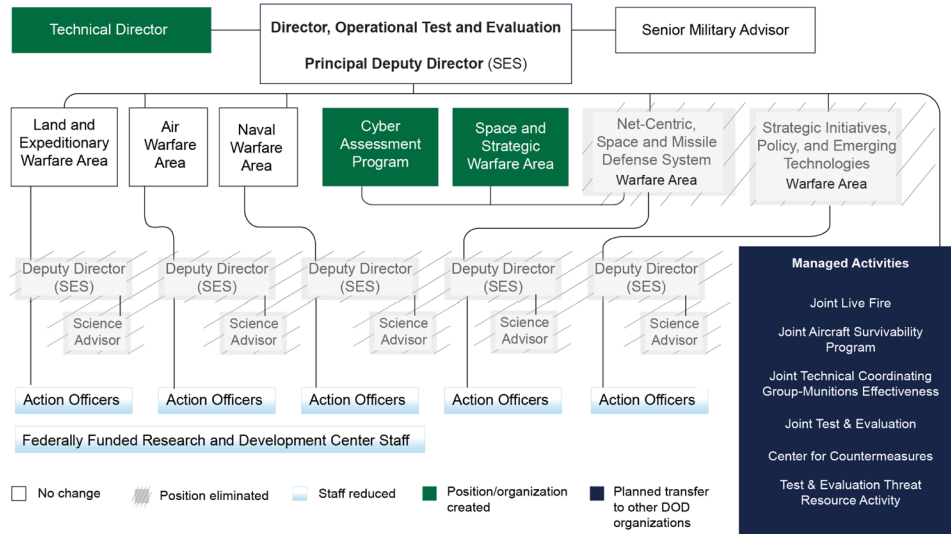 Technical Director
Director, Operational Test and Evaluation
Principal Deputy Director (SES)
Senior Military Advisor
Land and
Expeditionary
Warfare Area
Air
Warfare
Area
Naval
Warfare
Area
Cyber
Assessment
Program
Space and
Strategic
Warfare Area
Net-Centric,
Space and Missile
Defense System
Warfare Area
Strategic Initiatives,
Policy, and Emerging
Technologies
Warfare Area
Deputy Director
(SES)
Deputy Director
(SES)
Deputy Director
(SES)
Deputy Director
(SES)
Deputy Director
(SES)
Science
Advisor
Science
Advisor
Science
Advisor
Science
Advisor
Science
Advisor
Action Officers
Action Officers
Action Officers
Action Officers
Action Officers
Federally Funded Research and Development Center Staff
Managed Activities
Joint Live Fire
Joint Aircraft Survivability
Program
Joint Technical Coordinating
Group-Munitions Effectiveness
Joint Test & Evaluation
Center for Countermeasures
Test & Evaluation Threat
Resource Activity
No change
Position eliminated
Staff reduced
Position/organization
created
Planned transfer
to other DOD
organizations